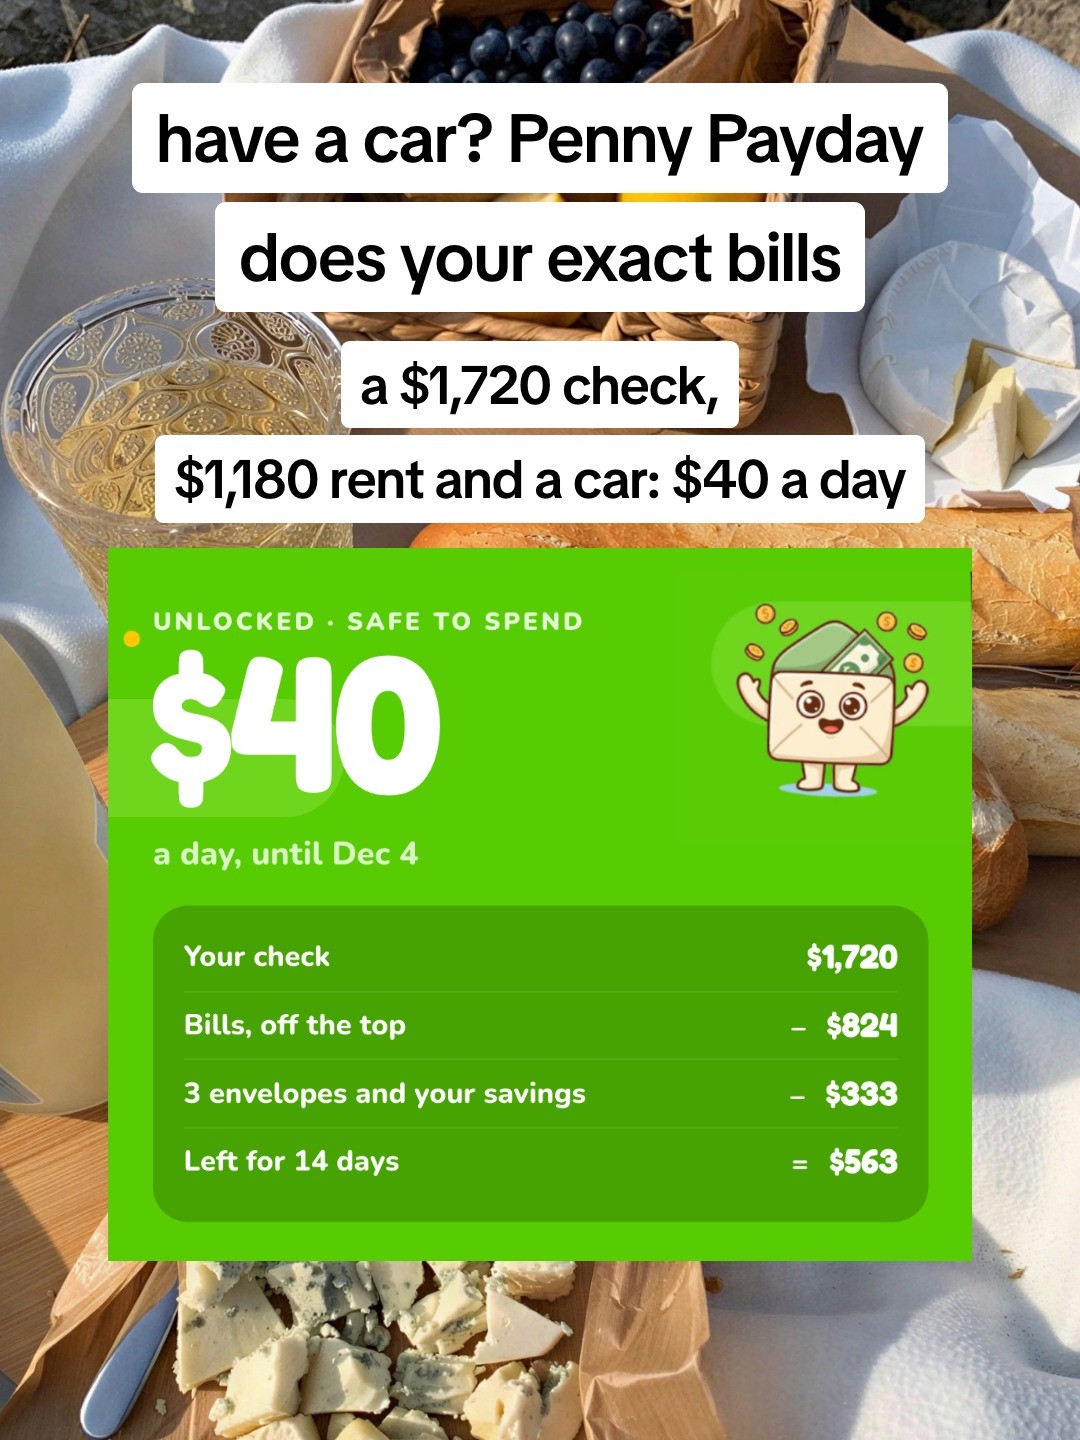 have a car? Penny Payday
does your exact bills
a $1,720 check,
$1,180 rent and a car: $40 a day
UNLOCKED · SAFE TO SPEND
$40
a day, until Dec 4
Your check $1,720
Bills, off the top – $824
3 envelopes and your savings – $333
Left for 14 days = $563